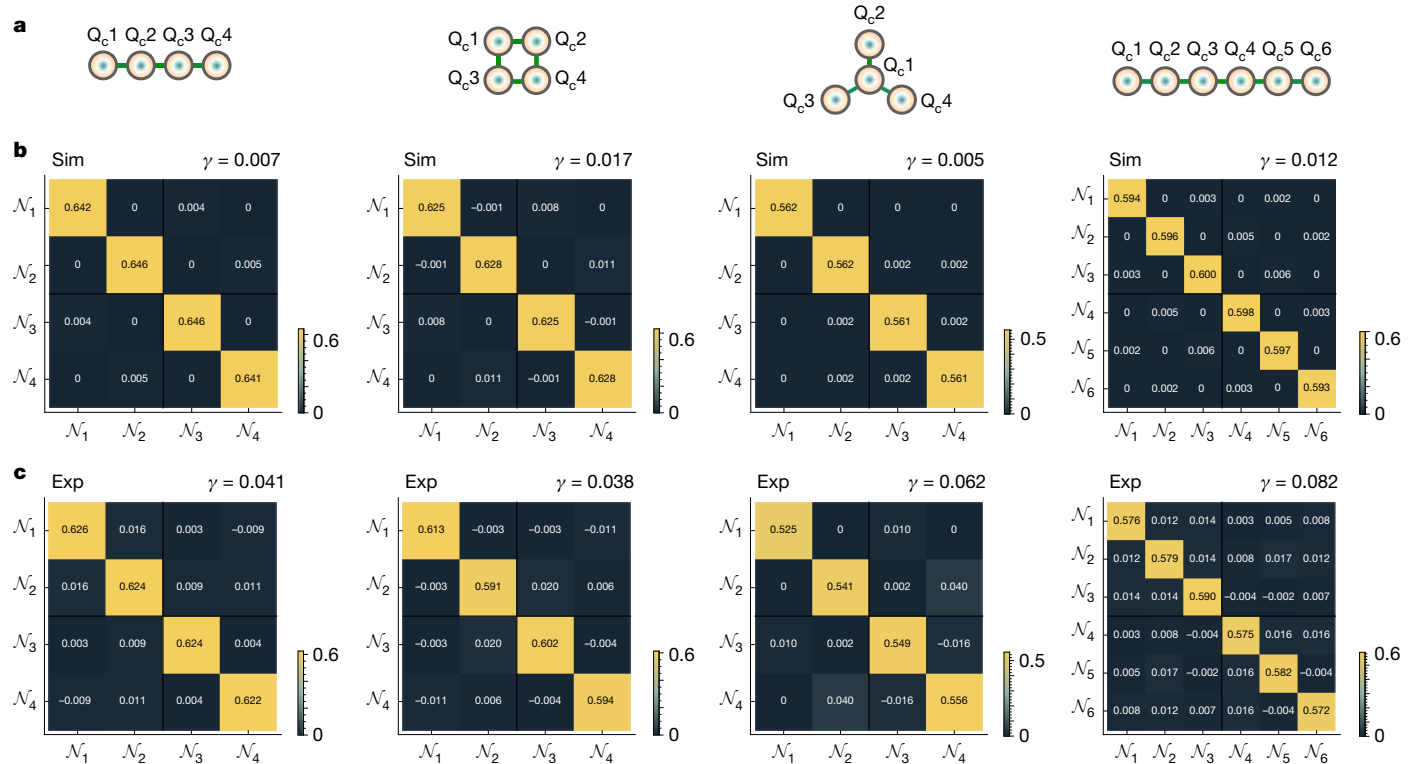 a
Q_c1 Q_c2 Q_c3 Q_c4
Q_c1 Q_c2
Q_c3 Q_c4
Q_c2
Q_c1
Q_c3 Q_c4
Q_c1 Q_c2 Q_c3 Q_c4 Q_c5 Q_c6
b
Sim γ = 0.007
𝒩1 0.642 0 0.004 0
𝒩2 0 0.646 0 0.005
𝒩3 0.004 0 0.646 0
𝒩4 0 0.005 0 0.641
𝒩1 𝒩2 𝒩3 𝒩4
0.6
0
Sim γ = 0.017
𝒩1 0.625 −0.001 0.008 0
𝒩2 −0.001 0.628 0 0.011
𝒩3 0.008 0 0.625 −0.001
𝒩4 0 0.011 −0.001 0.628
𝒩1 𝒩2 𝒩3 𝒩4
0.6
0
Sim γ = 0.005
𝒩1 0.562 0 0 0
𝒩2 0 0.562 0.002 0.002
𝒩3 0 0.002 0.561 0.002
𝒩4 0 0.002 0.002 0.561
𝒩1 𝒩2 𝒩3 𝒩4
0.5
0
Sim γ = 0.012
𝒩1 0.594 0 0.003 0 0.002 0
𝒩2 0 0.596 0 0.005 0 0.002
𝒩3 0.003 0 0.600 0 0.006 0
𝒩4 0 0.005 0 0.598 0 0.003
𝒩5 0.002 0 0.006 0 0.597 0
𝒩6 0 0.002 0 0.003 0 0.593
𝒩1 𝒩2 𝒩3 𝒩4 𝒩5 𝒩6
0.6
0
c
Exp γ = 0.041
𝒩1 0.626 0.016 0.003 −0.009
𝒩2 0.016 0.624 0.009 0.011
𝒩3 0.003 0.009 0.624 0.004
𝒩4 −0.009 0.011 0.004 0.622
𝒩1 𝒩2 𝒩3 𝒩4
0.6
0
Exp γ = 0.038
𝒩1 0.613 −0.003 −0.003 −0.011
𝒩2 −0.003 0.591 0.020 0.006
𝒩3 −0.003 0.020 0.602 −0.004
𝒩4 −0.011 0.006 −0.004 0.594
𝒩1 𝒩2 𝒩3 𝒩4
0.6
0
Exp γ = 0.062
𝒩1 0.525 0 0.010 0
𝒩2 0 0.541 0.002 0.040
𝒩3 0.010 0.002 0.549 −0.016
𝒩4 0 0.040 −0.016 0.556
𝒩1 𝒩2 𝒩3 𝒩4
0.5
0
Exp γ = 0.082
𝒩1 0.576 0.012 0.014 0.003 0.005 0.008
𝒩2 0.012 0.579 0.014 0.008 0.017 0.012
𝒩3 0.014 0.014 0.590 −0.004 −0.002 0.007
𝒩4 0.003 0.008 −0.004 0.575 0.016 0.016
𝒩5 0.005 0.017 −0.002 0.016 0.582 −0.004
𝒩6 0.008 0.012 0.007 0.016 −0.004 0.572
𝒩1 𝒩2 𝒩3 𝒩4 𝒩5 𝒩6
0.6
0